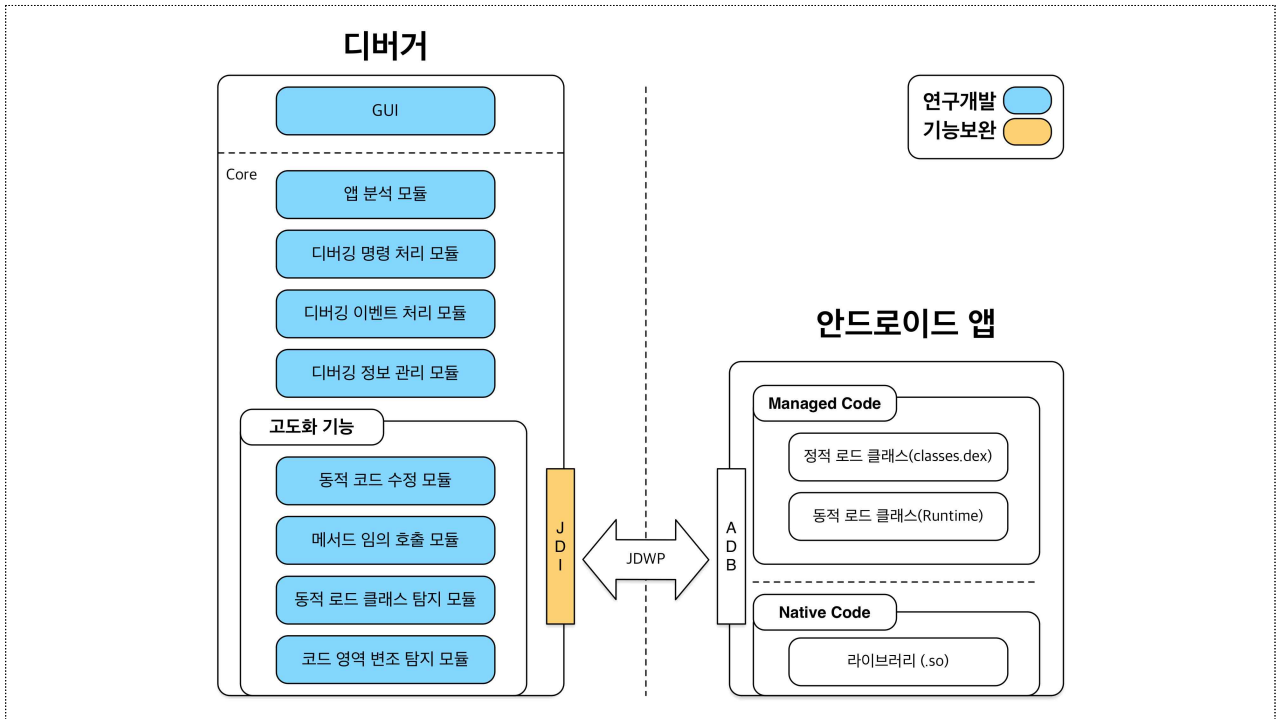 디버거
GUI
Core
앱 분석 모듈
디버깅 명령 처리 모듈
디버깅 이벤트 처리 모듈
디버깅 정보 관리 모듈
고도화 기능
동적 코드 수정 모듈
메서드 임의 호출 모듈
동적 로드 클래스 탐지 모듈
코드 영역 변조 탐지 모듈
J
D
I
JDWP
연구개발
기능보완
안드로이드 앱
A
D
B
Managed Code
정적 로드 클래스(classes.dex)
동적 로드 클래스(Runtime)
Native Code
라이브러리 (.so)